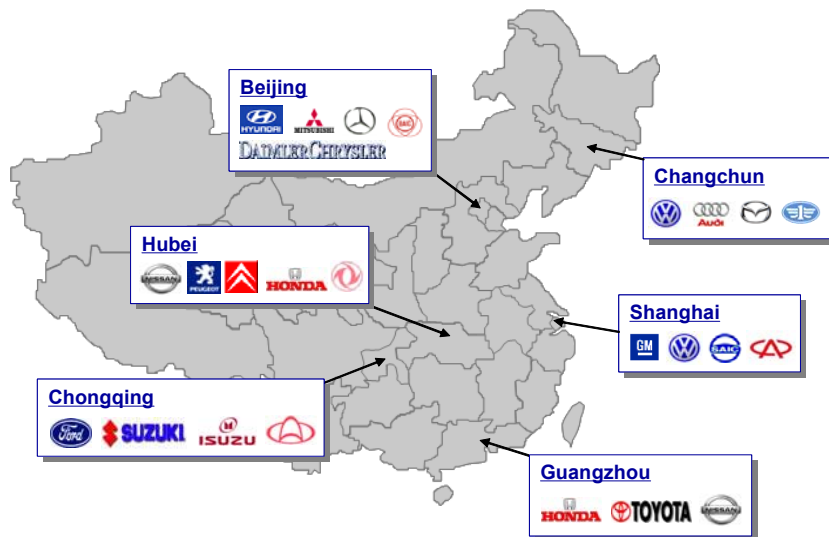 Beijing
HYUNDAI
MITSUBISHI
BAIC
DAIMLERCHRYSLER
Changchun
Audi
Hubei
NISSAN
PEUGEOT
HONDA
Shanghai
GM
SAIC
Chongqing
Ford
SUZUKI
ISUZU
Guangzhou
HONDA
TOYOTA
NISSAN